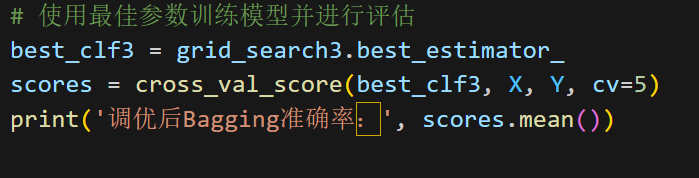 # 使用最佳参数训练模型并进行评估
best_clf3 = grid_search3.best_estimator_
scores = cross_val_score(best_clf3, X, Y, cv=5)
print('调优后Bagging准确率：', scores.mean())